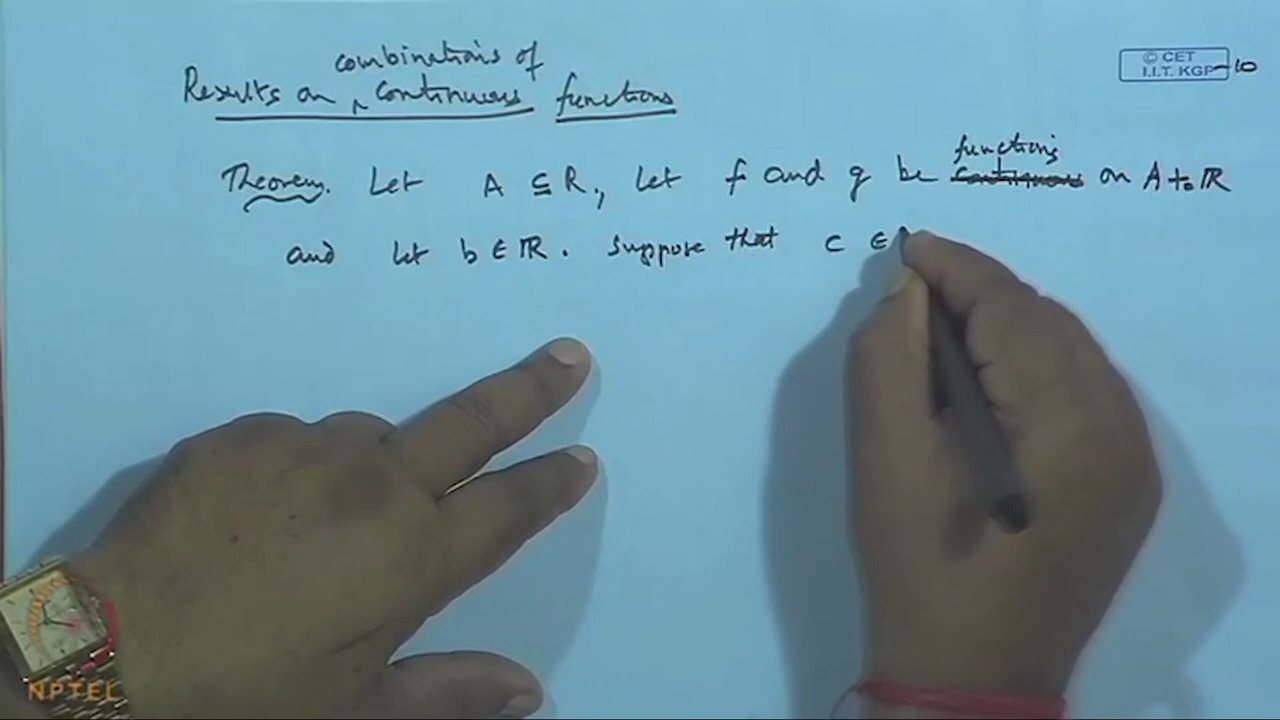 combinations of
Results on ^ continuous functions
© CET
I.I.T. KGP
-10
functions
Theorem. Let A ⊆ R, Let f and g be continuous on A to R
and let b ∈ R. Suppose that c ∈
NPTEL